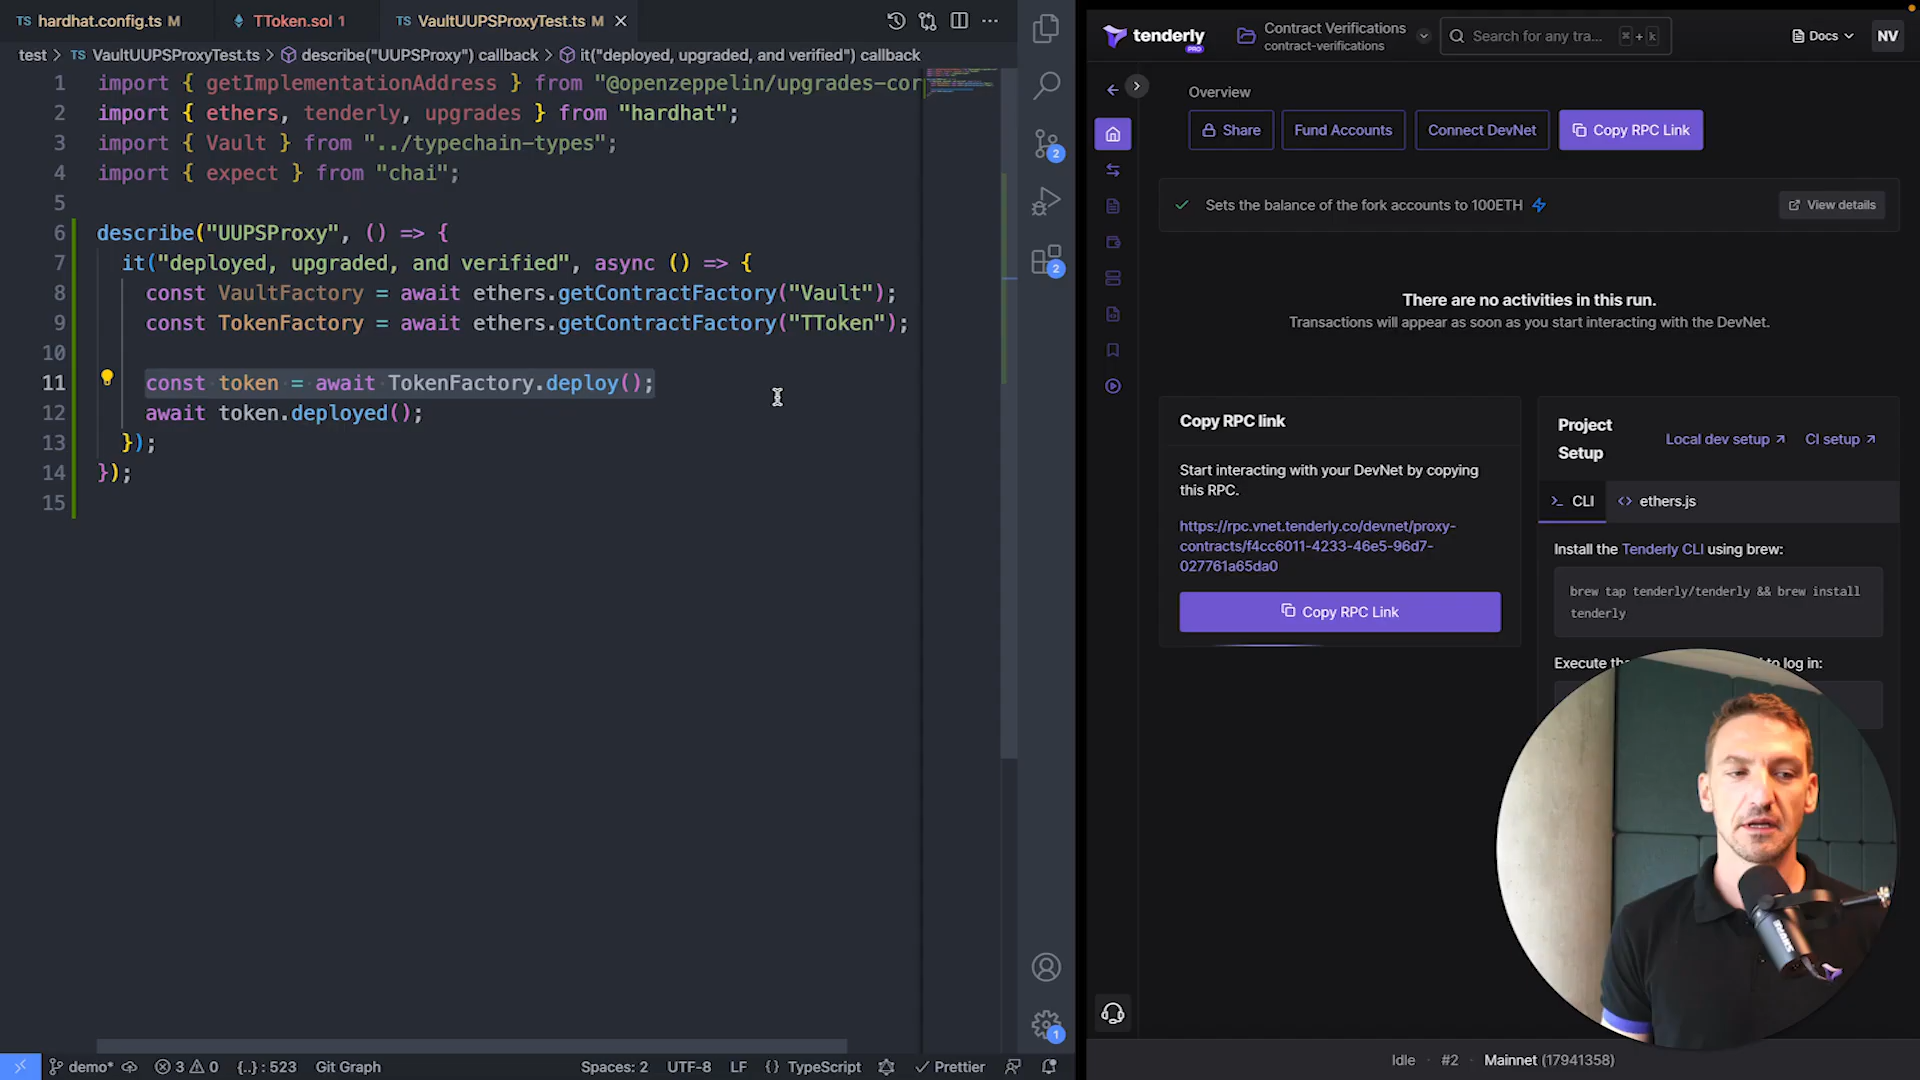 hardhat.config.ts M
TToken.sol 1
VaultUUPSProxyTest.ts M
test > TS VaultUUPSProxyTest.ts > describe("UUPSProxy") callback > it("deployed, upgraded, and verified") callback
1 import { getImplementationAddress } from "@openzeppelin/upgrades-cor
2 import { ethers, tenderly, upgrades } from "hardhat";
3 import { Vault } from "../typechain-types";
4 import { expect } from "chai";
5
6 describe("UUPSProxy", () => {
7 it("deployed, upgraded, and verified", async () => {
8 const VaultFactory = await ethers.getContractFactory("Vault");
9 const TokenFactory = await ethers.getContractFactory("TToken");
10
11 const token = await TokenFactory.deploy();
12 await token.deployed();
13 });
14 });
15
2
2
1
demo* 3 0 {..} : 523 Git Graph Spaces: 2 UTF-8 LF {} TypeScript Prettier
tenderly
PRO
Contract Verifications
contract-verifications
Search for any tra... ⌘ + k
Docs
NV
Overview
Share
Fund Accounts
Connect DevNet
Copy RPC Link
Sets the balance of the fork accounts to 100ETH
View details
There are no activities in this run.
Transactions will appear as soon as you start interacting with the DevNet.
Copy RPC link
Start interacting with your DevNet by copying
this RPC.
https://rpc.vnet.tenderly.co/devnet/proxy-
contracts/f4cc6011-4233-46e5-96d7-
027761a65da0
Copy RPC Link
Project
Setup
Local dev setup
CI setup
CLI
ethers.js
Install the Tenderly CLI using brew:
brew tap tenderly/tenderly && brew install
tenderly
Execute to log in:
Idle #2 Mainnet (17941358)